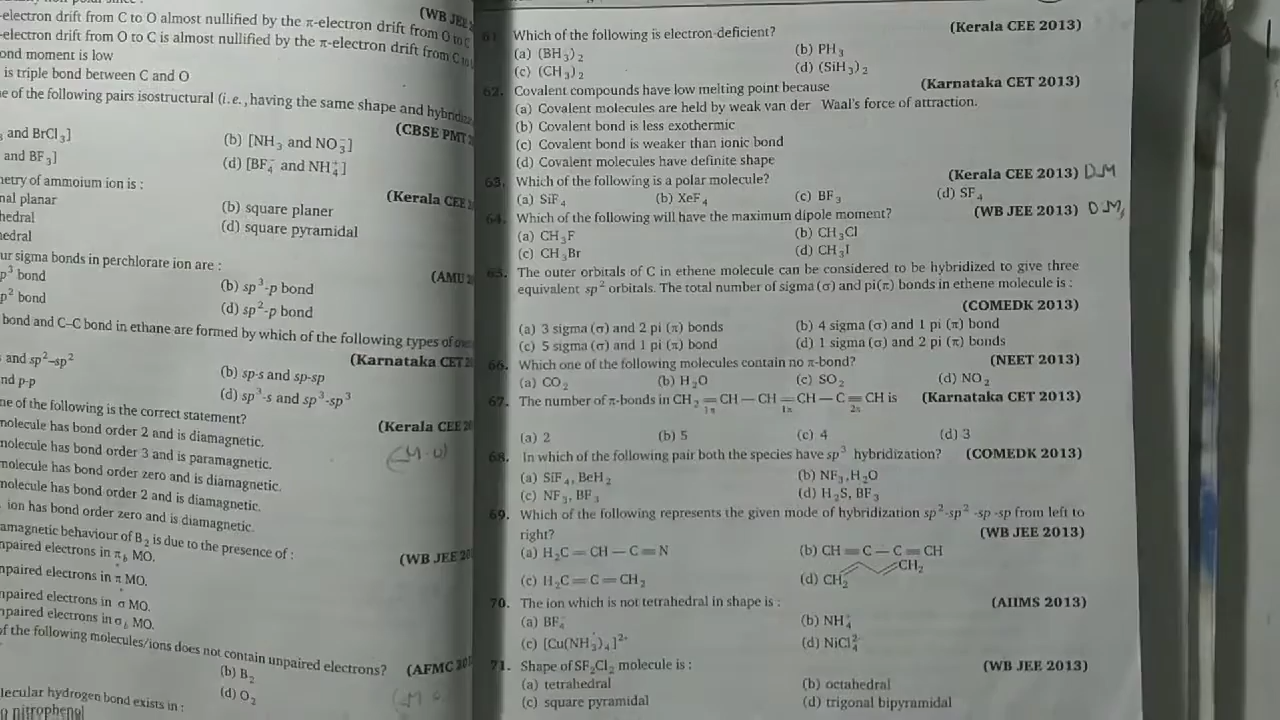 (WB JEE
-electron drift from C to O almost nullified by the π-electron drift from O to C
-electron drift from O to C is almost nullified by the π-electron drift from C to
ond moment is low
is triple bond between C and O
e of the following pairs isostructural (i.e., having the same shape and hybridiz
(CBSE PMT
and BrCl₃]
(b) [NH₃ and NO₃⁻]
and BF₃]
(d) [BF₄⁻ and NH₄⁺]
netry of ammoium ion is :
(Kerala CEE
nal planar
(b) square planer
hedral
(d) square pyramidal
edral
ur sigma bonds in perchlorate ion are :
(AMU
p³ bond
(b) sp³-p bond
p² bond
(d) sp²-p bond
bond and C–C bond in ethane are formed by which of the following types of ove
(Karnataka CET
and sp²–sp²
(b) sp-s and sp-sp
nd p-p
(d) sp³-s and sp³-sp³
ne of the following is the correct statement?
(Kerala CEE
molecule has bond order 2 and is diamagnetic.
molecule has bond order 3 and is paramagnetic.
molecule has bond order zero and is diamagnetic.
molecule has bond order 2 and is diamagnetic.
ion has bond order zero and is diamagnetic.
amagnetic behaviour of B₂ is due to the presence of :
(WB JEE
npaired electrons in π_b MO.
npaired electrons in π* MO.
npaired electrons in σ* MO.
npaired electrons in σ_b MO.
of the following molecules/ions does not contain unpaired electrons?
(AFMC
(b) B₂
(d) O₂
lecular hydrogen bond exists in :
o nitrophenol
61. Which of the following is electron-deficient? (Kerala CEE 2013)
(a) (BH₃)₂ (b) PH₃
(c) (CH₃)₂ (d) (SiH₃)₂
62. Covalent compounds have low melting point because (Karnataka CET 2013)
(a) Covalent molecules are held by weak van der Waal's force of attraction.
(b) Covalent bond is less exothermic
(c) Covalent bond is weaker than ionic bond
(d) Covalent molecules have definite shape
63. Which of the following is a polar molecule? (Kerala CEE 2013) DM
(a) SiF₄ (b) XeF₄ (c) BF₃ (d) SF₄
64. Which of the following will have the maximum dipole moment? (WB JEE 2013) DM
(a) CH₃F (b) CH₃Cl
(c) CH₃Br (d) CH₃I
65. The outer orbitals of C in ethene molecule can be considered to be hybridized to give three
equivalent sp² orbitals. The total number of sigma (σ) and pi(π) bonds in ethene molecule is :
(COMEDK 2013)
(a) 3 sigma (σ) and 2 pi (π) bonds (b) 4 sigma (σ) and 1 pi (π) bond
(c) 5 sigma (σ) and 1 pi (π) bond (d) 1 sigma (σ) and 2 pi (π) bonds
66. Which one of the following molecules contain no π-bond? (NEET 2013)
(a) CO₂ (b) H₂O (c) SO₂ (d) NO₂
67. The number of π-bonds in CH₂=CH—CH=CH—C≡CH is (Karnataka CET 2013)
1π 1π 2π
(a) 2 (b) 5 (c) 4 (d) 3
68. In which of the following pair both the species have sp³ hybridization? (COMEDK 2013)
(a) SiF₄, BeH₂ (b) NF₃, H₂O
(c) NF₃, BF₃ (d) H₂S, BF₃
69. Which of the following represents the given mode of hybridization sp²-sp² -sp -sp from left to
right? (WB JEE 2013)
(a) H₂C=CH—C≡N (b) CH≡C—C≡CH
(c) H₂C=C=CH₂ (d) CH₂ CH₂
70. The ion which is not tetrahedral in shape is : (AIIMS 2013)
(a) BF₄⁻ (b) NH₄⁺
(c) [Cu(NH₃)₄]²⁺ (d) NiCl₄²⁻
71. Shape of SF₂Cl₂ molecule is : (WB JEE 2013)
(a) tetrahedral (b) octahedral
(c) square pyramidal (d) trigonal bipyramidal